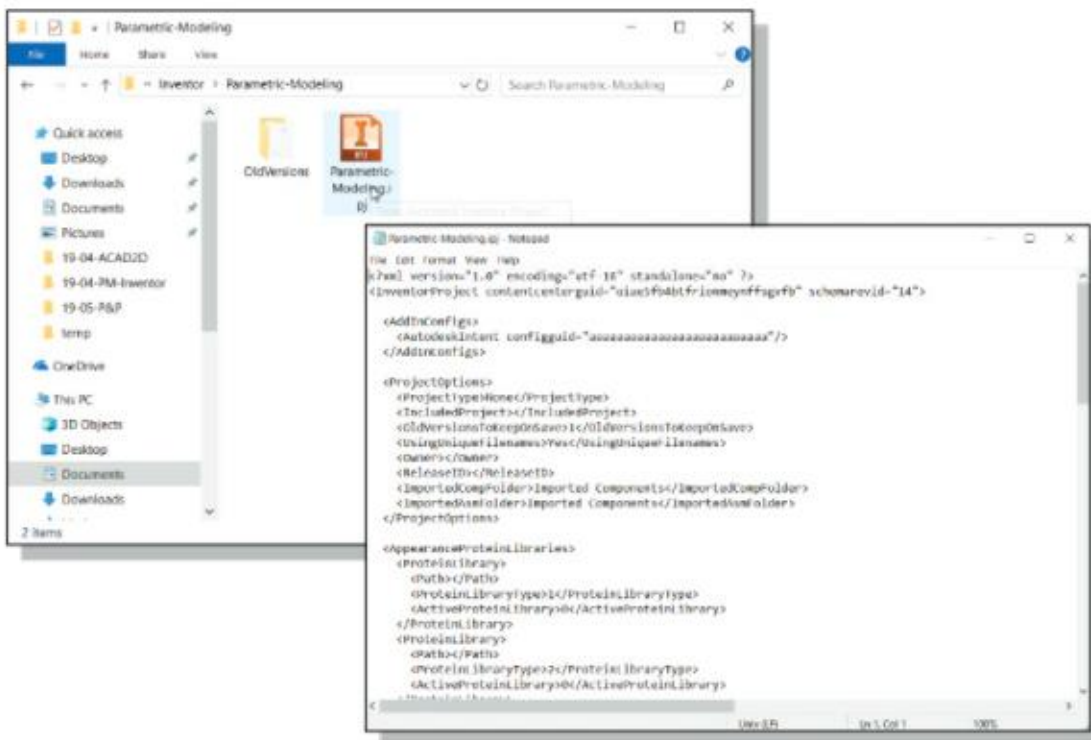 Parametric-Modeling
File Home Share View
Inventor > Parametric-Modeling
Search Parametric-Modeling
Quick access
Desktop
Downloads
Documents
Pictures
19-04-ACAD2D
19-04-PM-Inventor
19-05-P&P
temp
OneDrive
This PC
3D Objects
Desktop
Documents
Downloads
2 items
OldVersions
Parametric-
Modeling.i
pj
Parametric-Modeling.ipj - Notepad
File Edit Format View Help
<?xml version="1.0" encoding="utf-16" standalone="no" ?>
<InventorProject contentcenterguid= schemarevid="14">
<AddInConfigs>
<AutodeskIntent configguid="aaaaaaaaaaaaaaaaaaaaaaaaaa"/>
</AddInConfigs>
<ProjectOptions>
<ProjectType>None</ProjectType>
<IncludedProject></IncludedProject>
<OldVersionsToKeepOnSave>1</OldVersionsToKeepOnSave>
<UsingUniqueFilenames>Yes</UsingUniqueFilenames>
<Owner></Owner>
<ReleaseID></ReleaseID>
<ImportedCompFolder>Imported Components</ImportedCompFolder>
<ImportedAsmFolder>Imported Components</ImportedAsmFolder>
</ProjectOptions>
<AppearanceProteinLibraries>
<ProteinLibrary>
<Path></Path>
<ProteinLibraryType>1</ProteinLibraryType>
<ActiveProteinLibrary>0</ActiveProteinLibrary>
</ProteinLibrary>
<ProteinLibrary>
<Path></Path>
<ProteinLibraryType>2</ProteinLibraryType>
<ActiveProteinLibrary>0</ActiveProteinLibrary>
Unix (LF) Ln 1, Col 1 100%